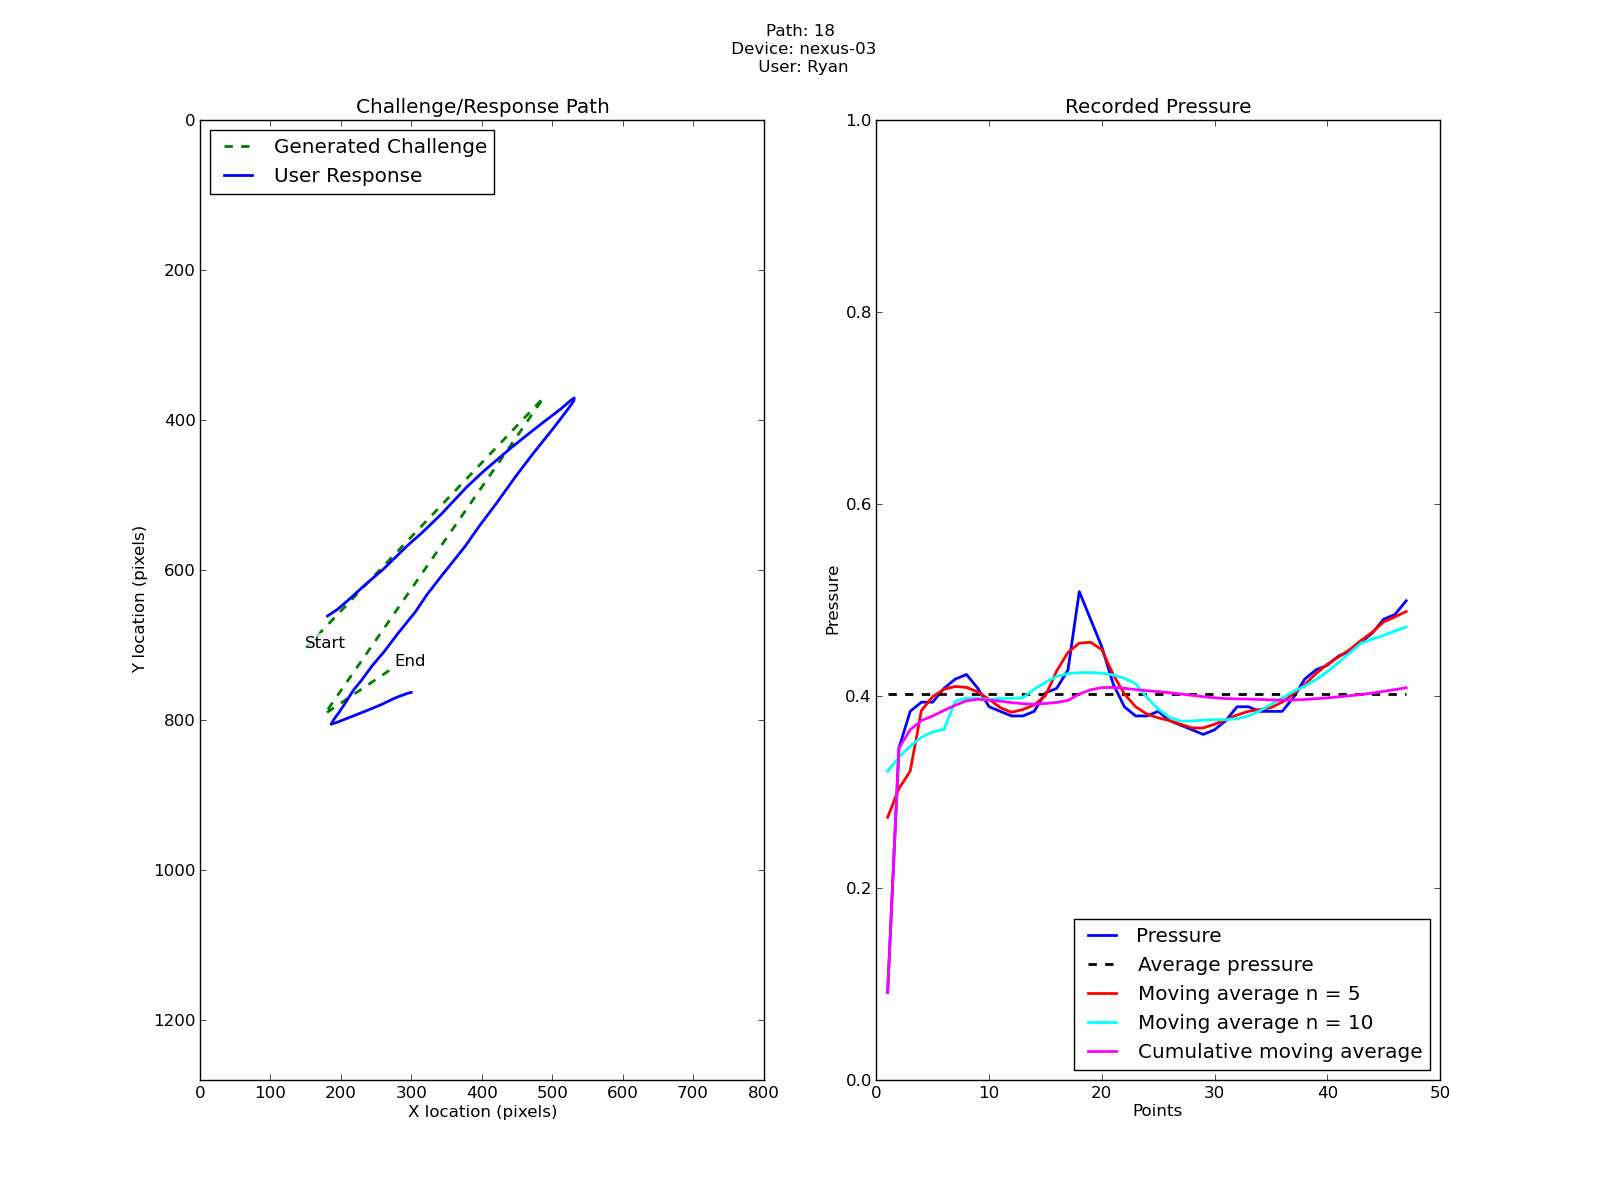 Path: 18
Device: nexus-03
User: Ryan
Challenge/Response Path
0
200
400
600
800
1000
1200
Y location (pixels)
Generated Challenge
User Response
Start
End
0 100 200 300 400 500 600 700 800
X location (pixels)
Recorded Pressure
1.0
0.8
0.6
0.4
0.2
0.0
Pressure
Pressure
Average pressure
Moving average n = 5
Moving average n = 10
Cumulative moving average
0 10 20 30 40 50
Points